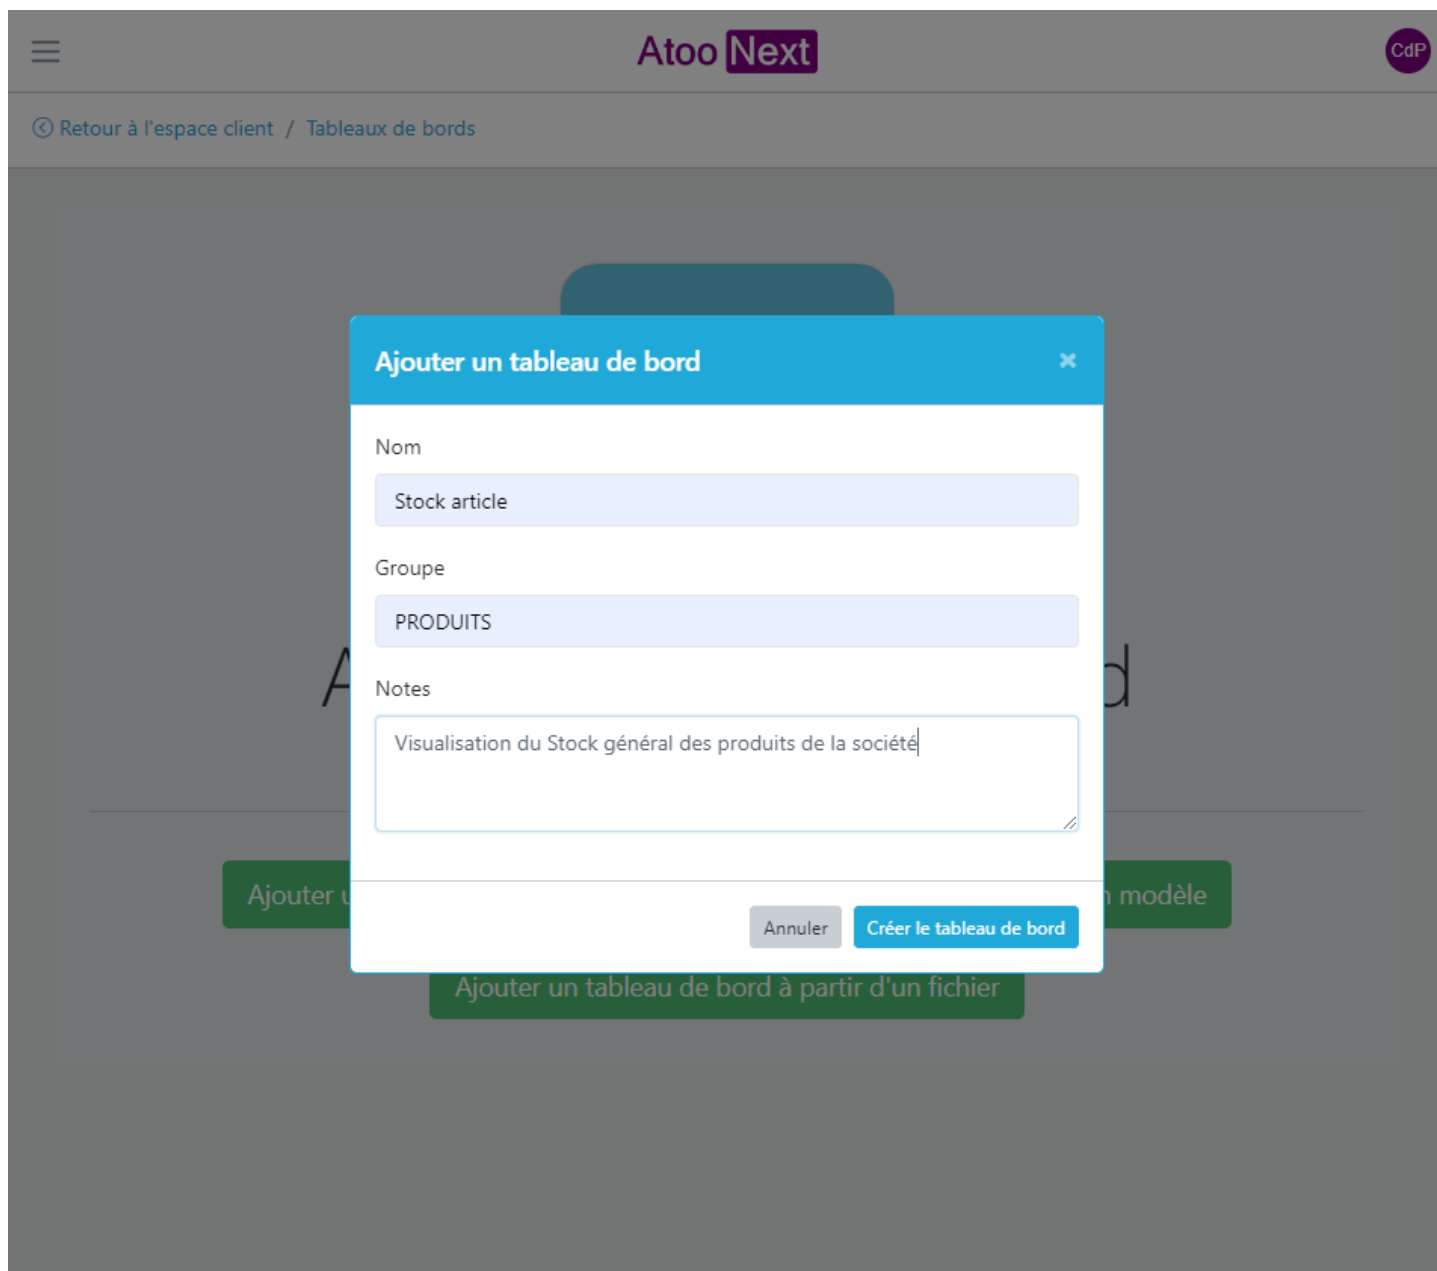 Atoo Next
CdP
Retour à l'espace client / Tableaux de bords
Ajouter un tableau de bord
×
Nom
Stock article
Groupe
PRODUITS
Notes
Visualisation du Stock général des produits de la société
Ajouter
modèle
Annuler
Créer le tableau de bord
Ajouter un tableau de bord à partir d'un fichier